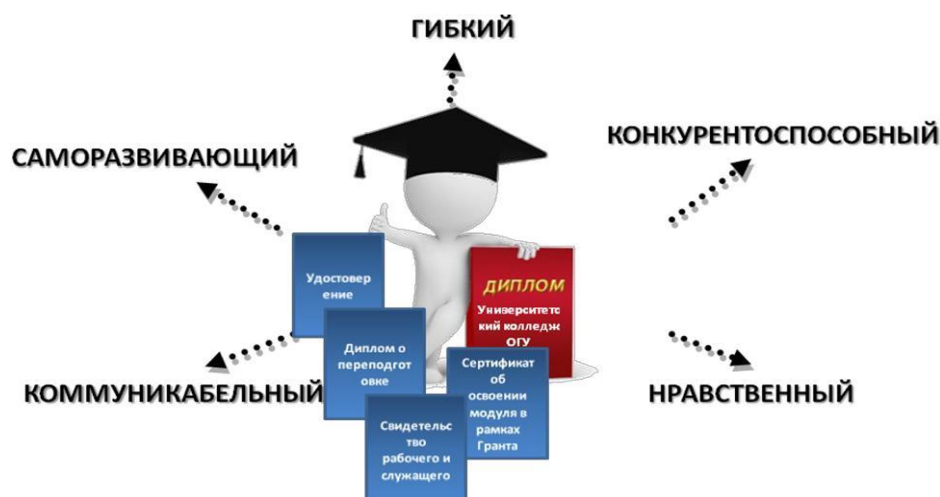 ГИБКИЙ
КОНКУРЕНТОСПОСОБНЫЙ
САМОРАЗВИВАЮЩИЙ
Удостовер
ение
ДИПЛОМ
Университетс
кий колледж
ОГУ
Диплом о
переподгот
овке
Сертификат
об
освоении
модуля в
рамках
Гранта
КОММУНИКАБЕЛЬНЫЙ
НРАВСТВЕННЫЙ
Свидетельс
тво
рабочего и
служащего